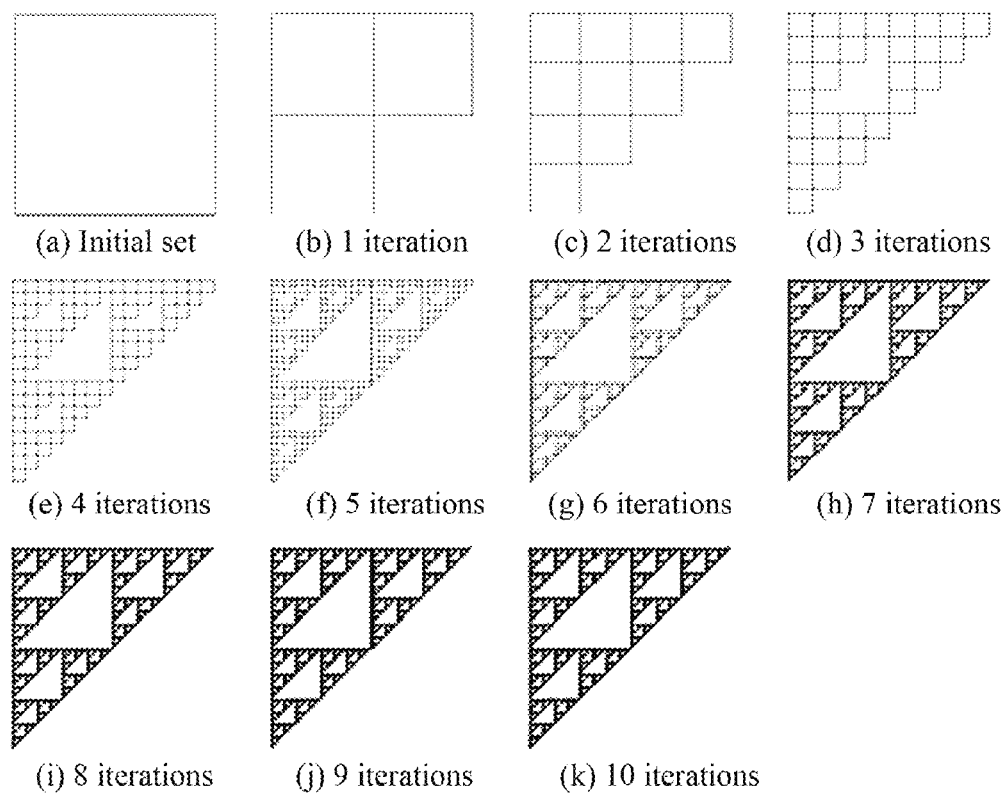 (a) Initial set
(b) 1 iteration
(c) 2 iterations
(d) 3 iterations
(e) 4 iterations
(f) 5 iterations
(g) 6 iterations
(h) 7 iterations
(i) 8 iterations
(j) 9 iterations
(k) 10 iterations